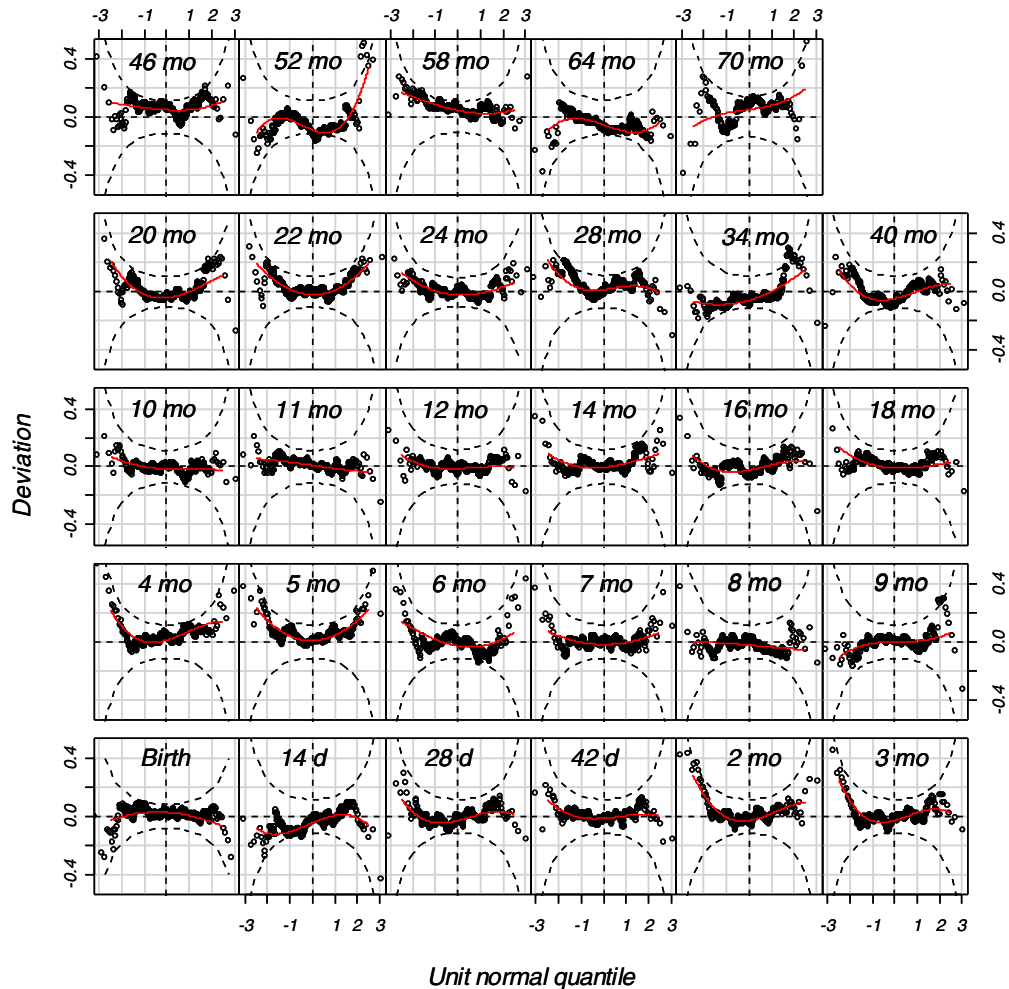 -3 -1 1 2 3 -3 -1 1 2 3
0.4 46 mo 52 mo 58 mo 64 mo 70 mo
0.0
-0.4
20 mo 22 mo 24 mo 28 mo 34 mo 40 mo 0.4
0.0
-0.4
0.4 10 mo 11 mo 12 mo 14 mo 16 mo 18 mo
0.0
-0.4
Deviation
4 mo 5 mo 6 mo 7 mo 8 mo 9 mo 0.4
0.0
-0.4
0.4 Birth 14 d 28 d 42 d 2 mo 3 mo
0.0
-0.4
-3 -1 1 2 3 -3 -1 1 2 3 -3 -1 1 2 3
Unit normal quantile